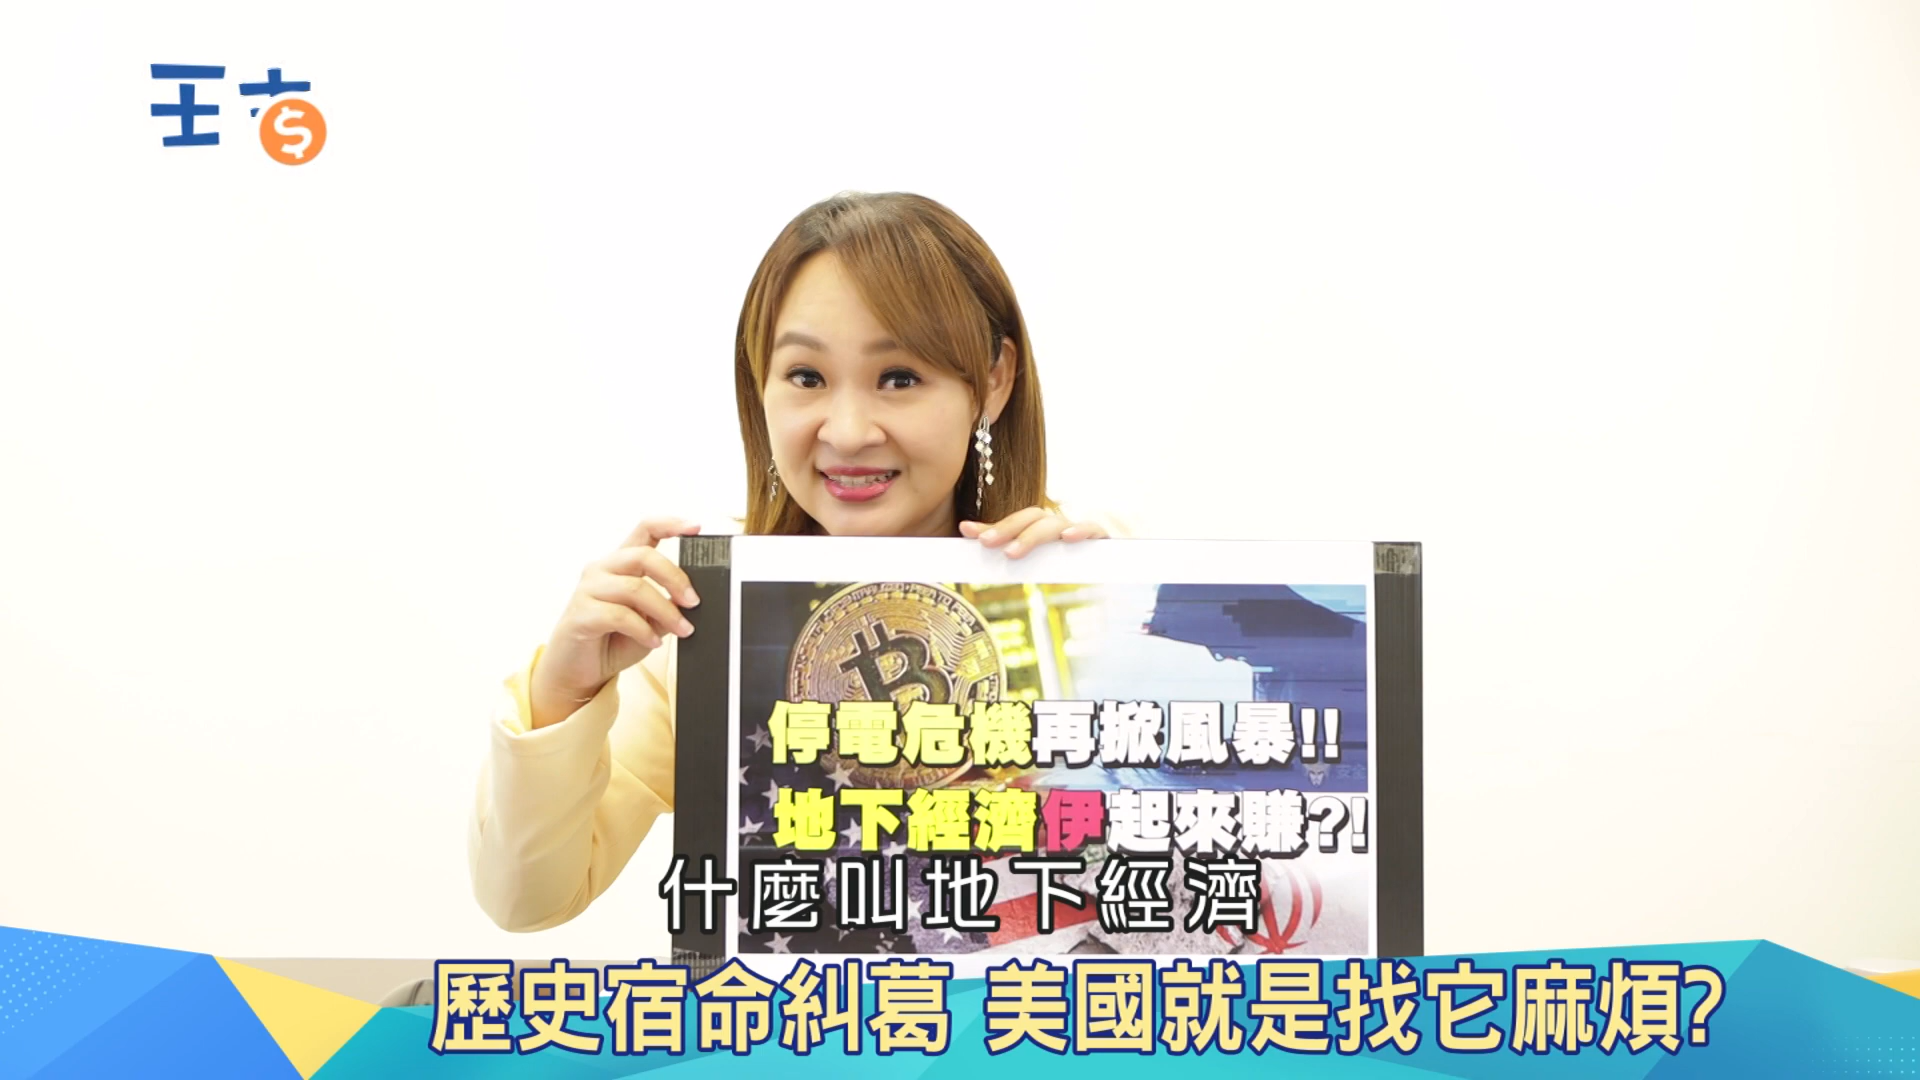 停電危機再掀風暴!!
地下經濟伊起來賺?!
什麼叫地下經濟
歷史宿命糾葛 美國就是找它麻煩?